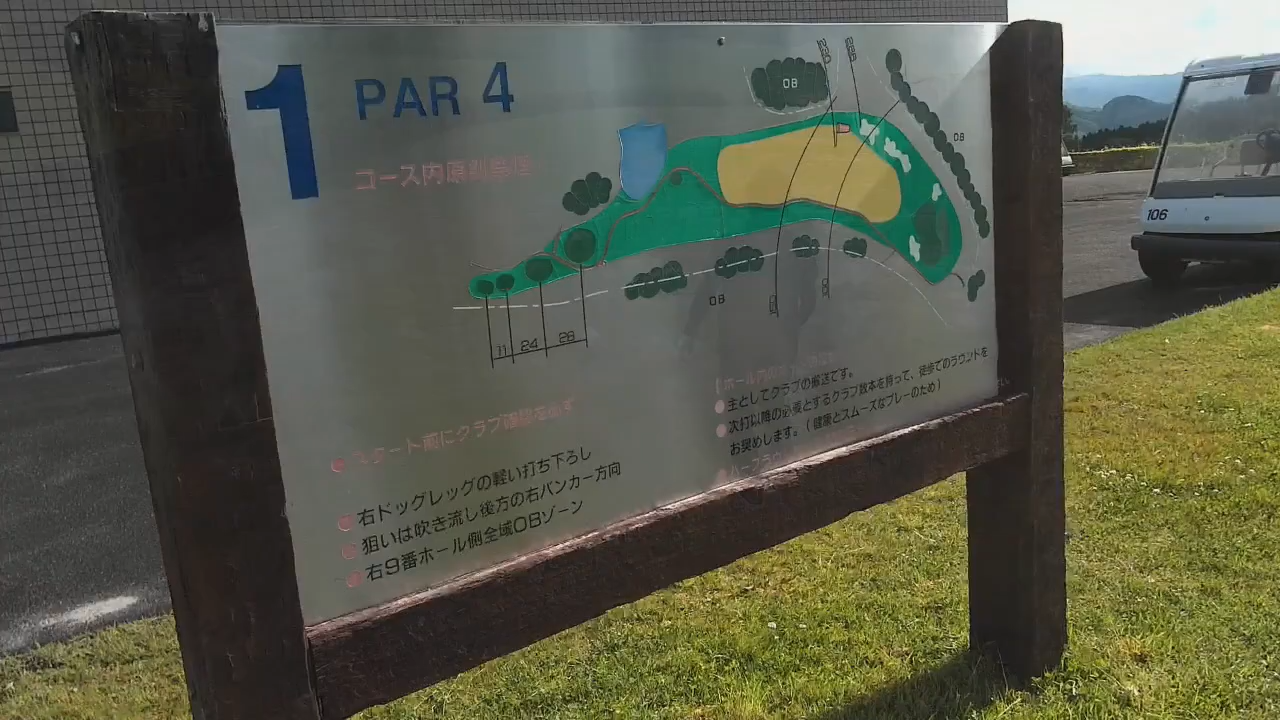 1
PAR 4
コース内原則禁煙
OB
OB
OB
11 24 28
スタート前にクラブ確認を必ず
右ドッグレッグの軽い打ち下ろし
狙いは吹き流し後方の右バンカー方向
右9番ホール側全域OBゾーン
主としてクラブの搬送です。
次打以降の必要とするクラブ数本を持って、徒歩でのラウンドを
お奨めします。(健康とスムーズなプレーのため)
106